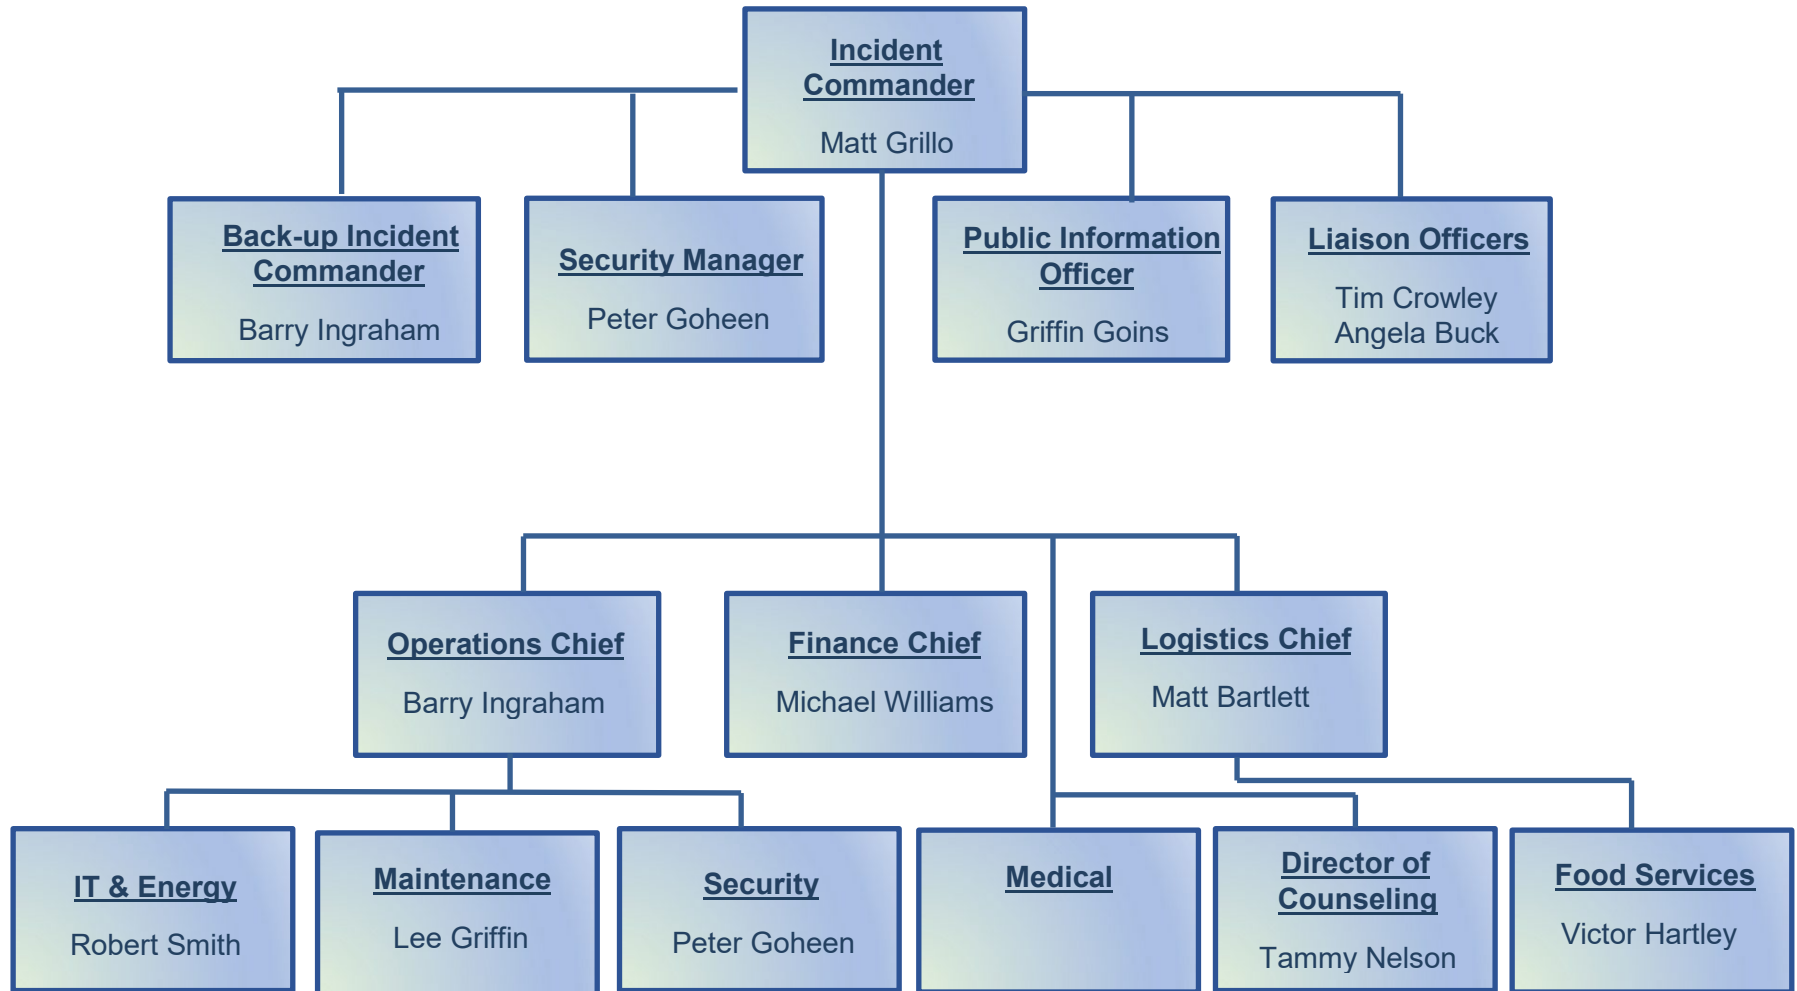 Incident
Commander
Matt Grillo
Back-up Incident
Commander
Barry Ingraham
Security Manager
Peter Goheen
Public Information
Officer
Griffin Goins
Liaison Officers
Tim Crowley
Angela Buck
Operations Chief
Barry Ingraham
Finance Chief
Michael Williams
Logistics Chief
Matt Bartlett
IT & Energy
Robert Smith
Maintenance
Lee Griffin
Security
Peter Goheen
Medical
Director of
Counseling
Tammy Nelson
Food Services
Victor Hartley